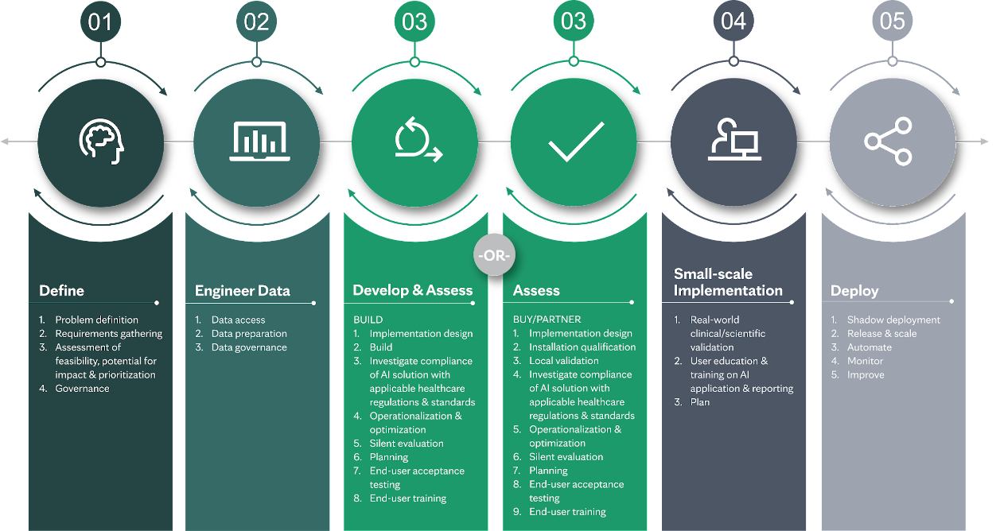 01
02
03
03
04
05
Define
1. Problem definition
2. Requirements gathering
3. Assessment of
feasibility, potential for
impact & prioritization
4. Governance
Engineer Data
1. Data access
2. Data preparation
3. Data governance
-OR-
Develop & Assess
BUILD
1. Implementation design
2. Build
3. Investigate compliance
of AI solution with
applicable healthcare
regulations & standards
4. Operationalization &
optimization
5. Silent evaluation
6. Planning
7. End-user acceptance
testing
8. End-user training
Assess
BUY/PARTNER
1. Implementation design
2. Installation qualification
3. Local validation
4. Investigate compliance
of AI solution with
applicable healthcare
regulations & standards
5. Operationalization &
optimization
6. Silent evaluation
7. Planning
8. End-user acceptance
testing
9. End-user training
Small-scale
Implementation
1. Real-world
clinical/scientific
validation
2. User education &
training on AI
application & reporting
3. Plan
Deploy
1. Shadow deployment
2. Release & scale
3. Automate
4. Monitor
5. Improve